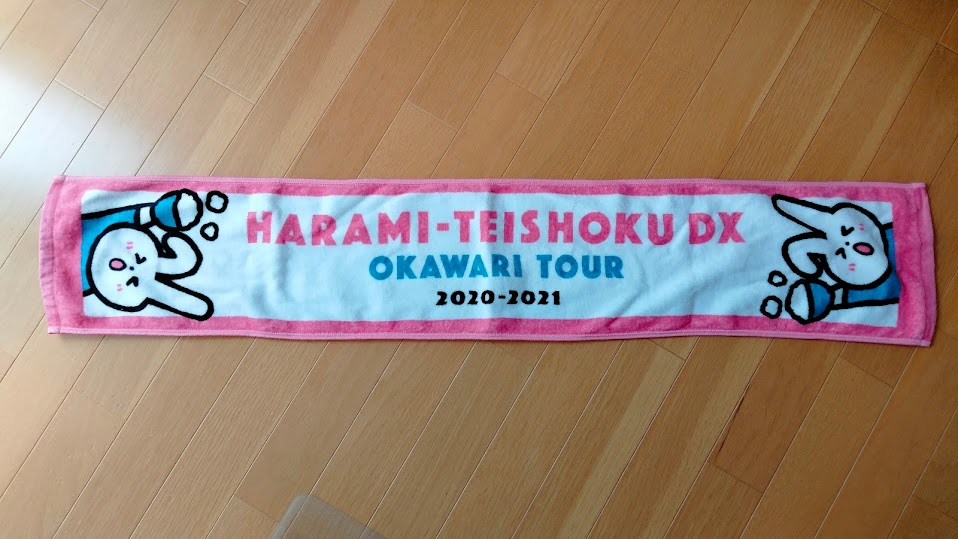 HARAMI-TEISHOKU DX
OKAWARI TOUR
2020-2021